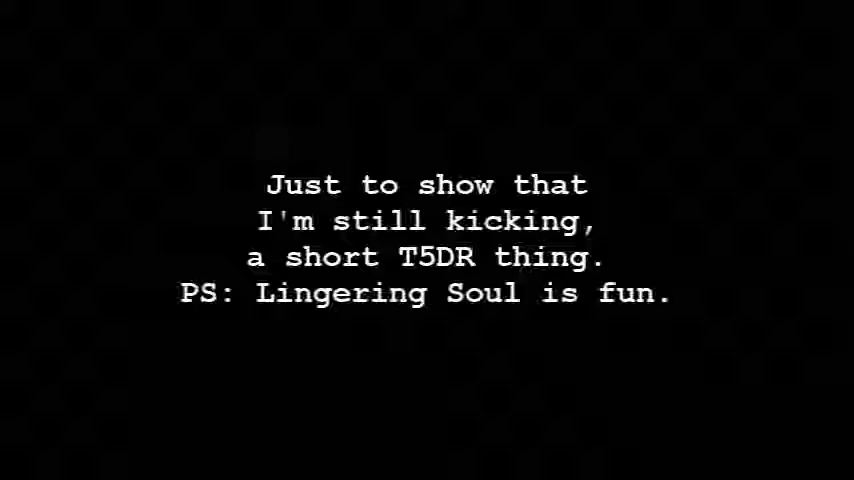 Just to show that
I'm still kicking,
a short T5DR thing.
PS: Lingering Soul is fun.